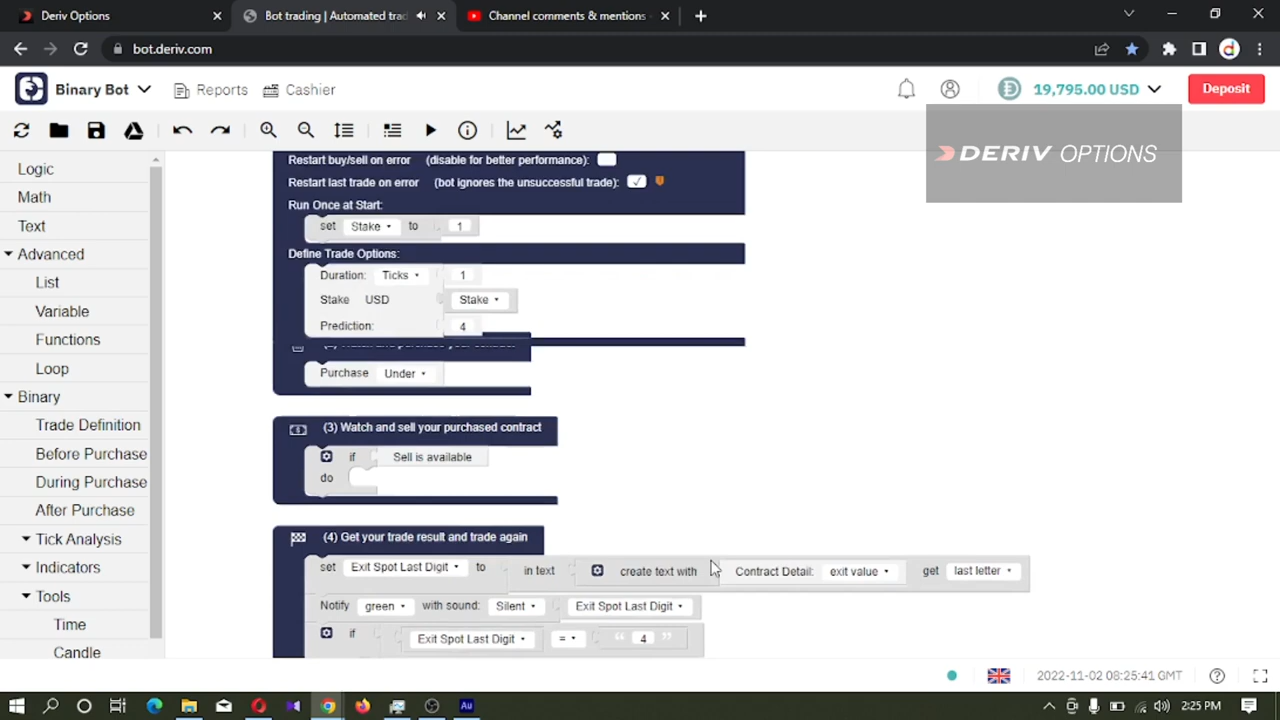 Deriv Options
Bot trading | Automated trad
Channel comments & mentions
bot.deriv.com
Binary Bot
Reports
Cashier
19,795.00 USD
Deposit
DERIV OPTIONS
Logic
Math
Text
Advanced
List
Variable
Functions
Loop
Binary
Trade Definition
Before Purchase
During Purchase
After Purchase
Tick Analysis
Indicators
Tools
Time
Candle
Restart buy/sell on error (disable for better performance):
Restart last trade on error (bot ignores the unsuccessful trade):
Run Once at Start:
set Stake to 1
Define Trade Options:
Duration: Ticks 1
Stake USD Stake
Prediction: 4
Purchase Under
(3) Watch and sell your purchased contract
if Sell is available
do
(4) Get your trade result and trade again
set Exit Spot Last Digit to in text create text with Contract Detail: exit value get last letter
Notify green with sound: Silent Exit Spot Last Digit
if Exit Spot Last Digit = “ 4 ”
2022-11-02 08:25:41 GMT
Au
2:25 PM